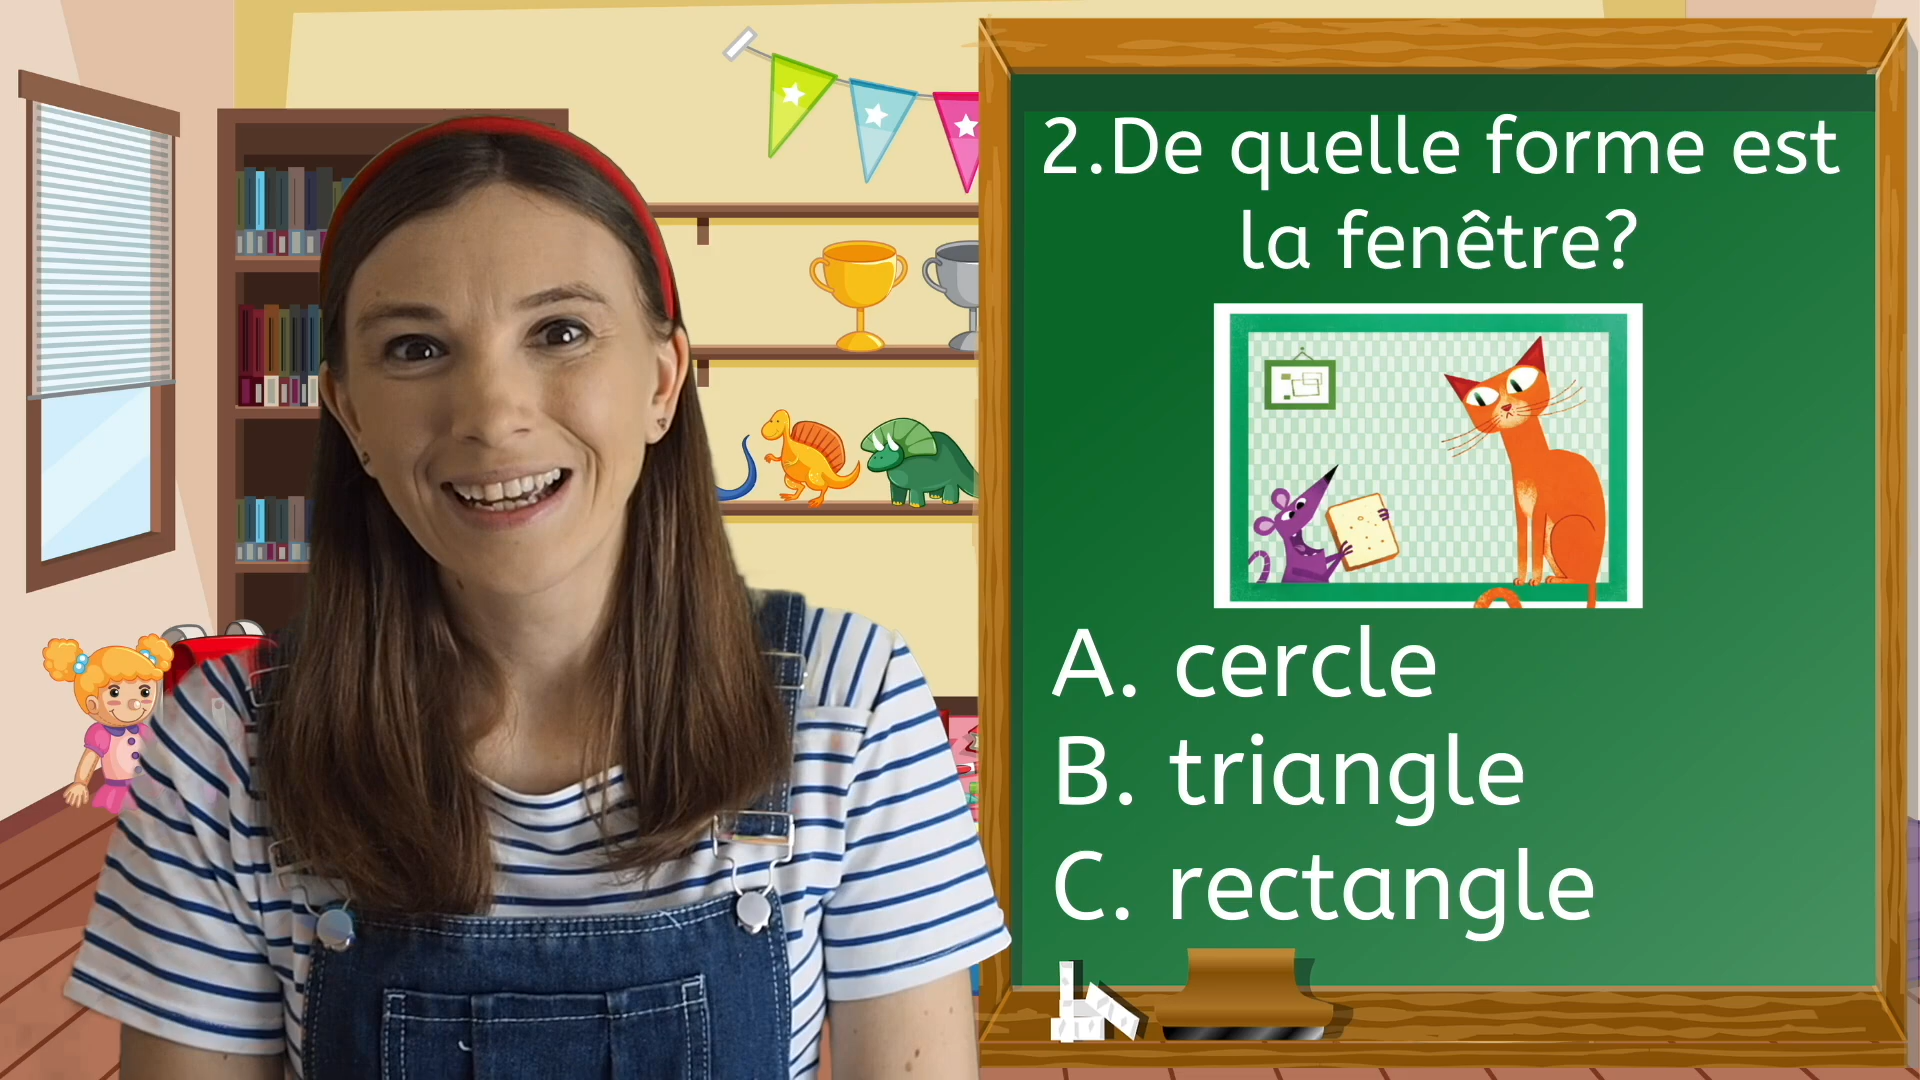 2.De quelle forme est
la fenêtre?
A. cercle
B. triangle
C. rectangle